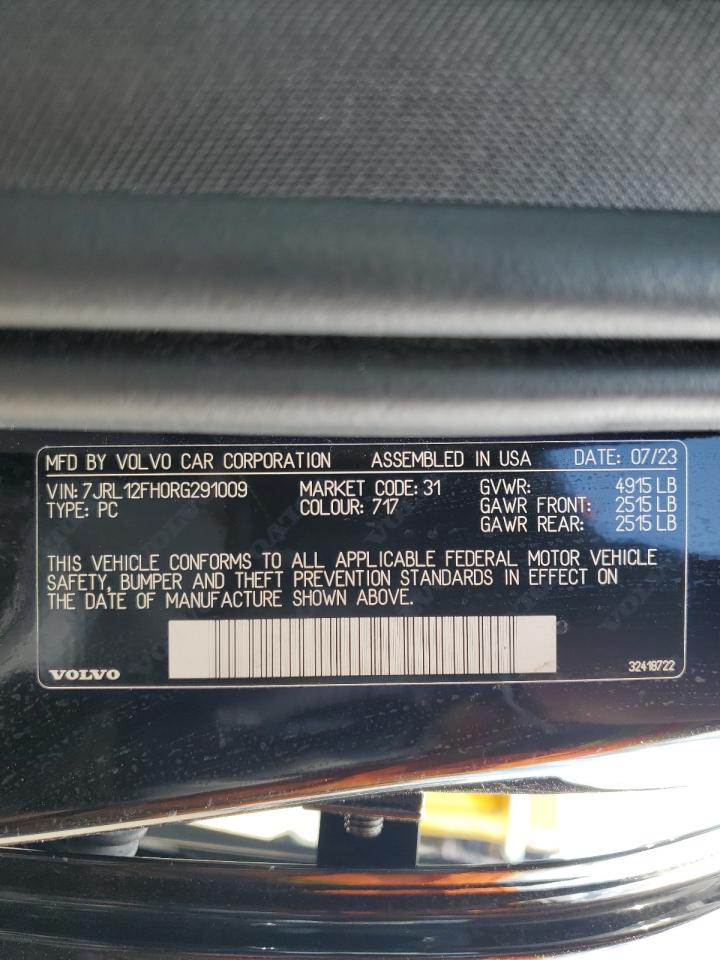 MFD BY VOLVO CAR CORPORATION ASSEMBLED IN USA DATE: 07/23
VIN: 7JRL12FH0RG291009 MARKET CODE: 31 GVWR: 4915 LB
TYPE: PC COLOUR: 717 GAWR FRONT: 2515 LB
GAWR REAR: 2515 LB
THIS VEHICLE CONFORMS TO ALL APPLICABLE FEDERAL MOTOR VEHICLE
SAFETY, BUMPER AND THEFT PREVENTION STANDARDS IN EFFECT ON
THE DATE OF MANUFACTURE SHOWN ABOVE.
VOLVO 32418722